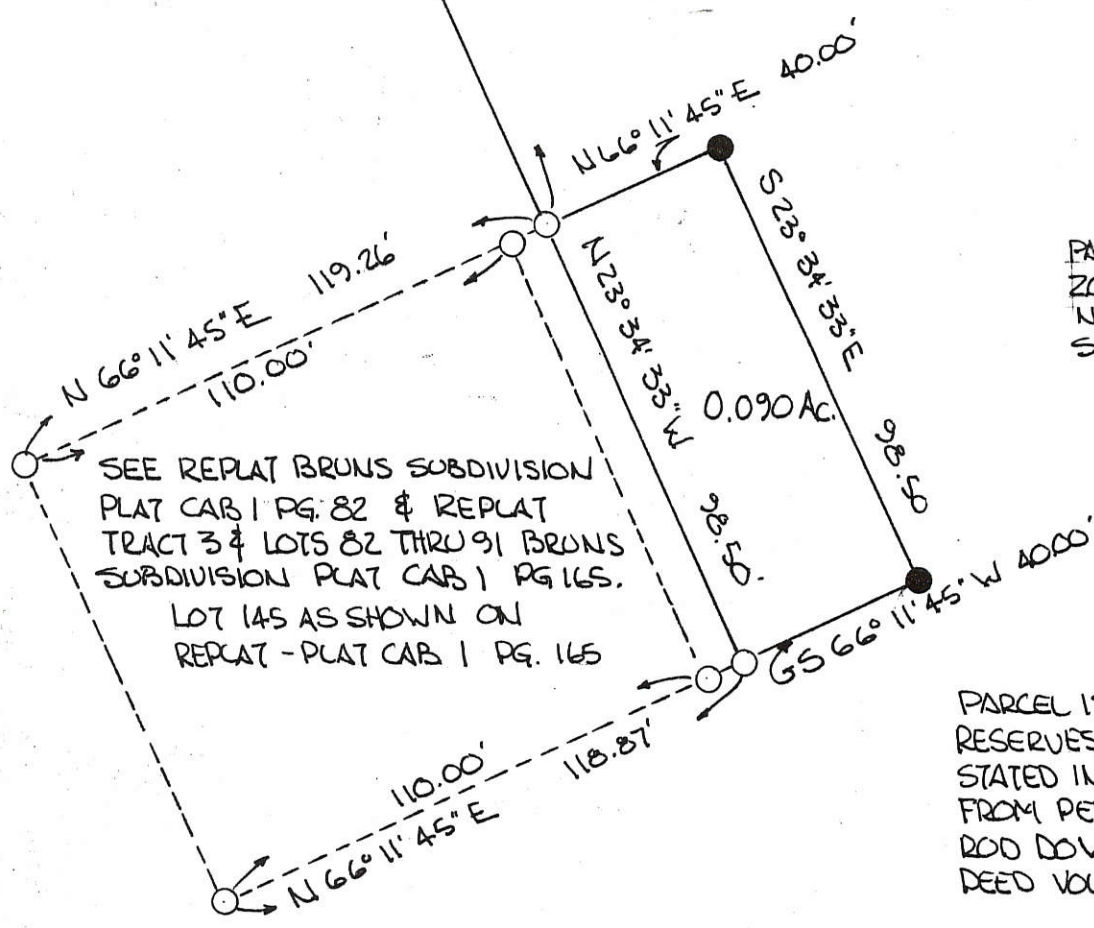 N 66° 11' 45" E 40.00'
S 23° 34' 33" E 98.50
N 23° 34' 33" W 98.50.
0.090 Ac.
N 66° 11' 45" E 119.26'
110.00'
SEE REPLAT BRUNS SUBDIVISION
PLAT CAB 1 PG. 82 & REPLAT
TRACT 3 & LOTS 82 THRU 91 BRUNS
SUBDIVISION PLAT CAB 1 PG 165.
LOT 145 AS SHOWN ON
REPLAT - PLAT CAB 1 PG. 165
S 66° 11' 45" W 40.00'
110.00' 118.87'
N 66° 11' 45" E
PA
N
S
PARCEL
RESERVES
STATED IN
FROM PE
ROD DOV
DEED VOL